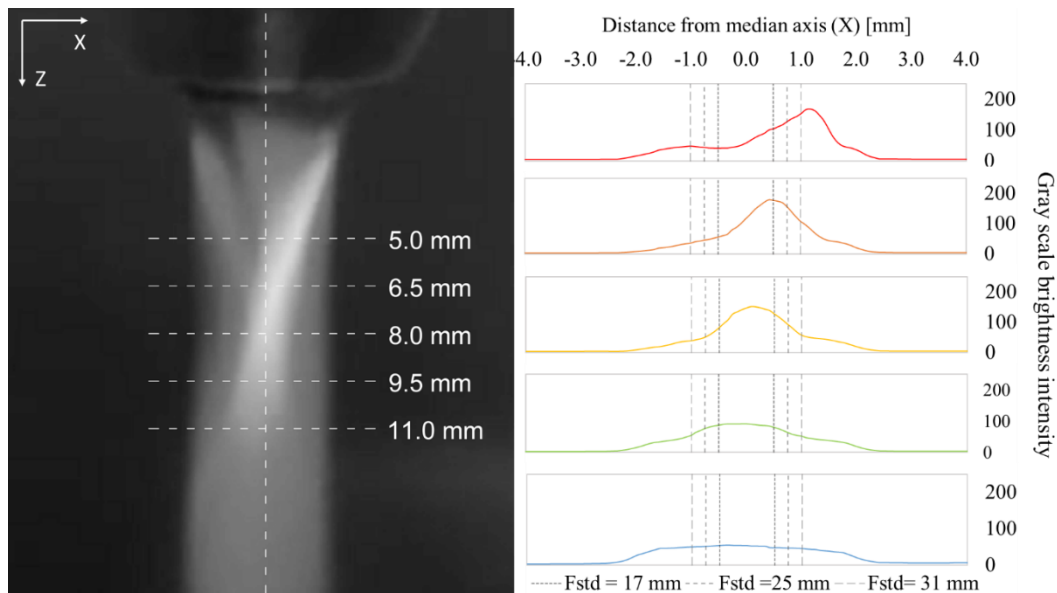 X
Z
5.0 mm
6.5 mm
8.0 mm
9.5 mm
11.0 mm
Distance from median axis (X) [mm]
4.0 -3.0 -2.0 -1.0 0.0 1.0 2.0 3.0 4.0
200
100
0
200
100
0
200
100
0
200
100
0
200
100
0
Gray scale brightness intensity
Fstd = 17 mm Fstd =25 mm Fstd= 31 mm